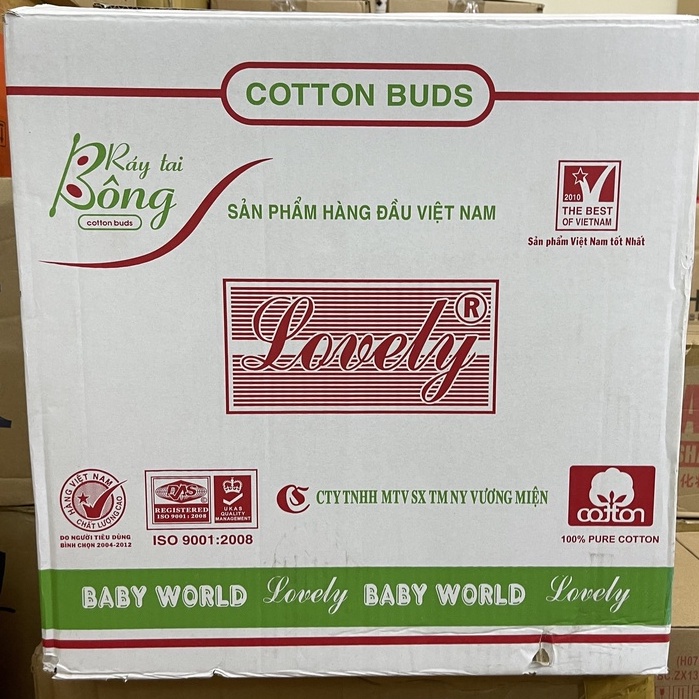 COTTON BUDS
Ráy tai
Bông
cotton buds
SẢN PHẨM HÀNG ĐẦU VIỆT NAM
2010
THE BEST
OF VIETNAM
Sản phẩm Việt Nam tốt Nhất
Lovely ®
HÀNG VIỆT NAM
CHẤT LƯỢNG CAO
DO NGƯỜI TIÊU DÙNG
BÌNH CHỌN 2004-2012
DAS
REGISTERED
ISO 9001 : 2008
UKAS
QUALITY
MANAGEMENT
ISO 9001:2008
CTY TNHH MTV SX TM NY VƯƠNG MIỆN
cotton
100% PURE COTTON
BABY WORLD Lovely BABY WORLD Lovely